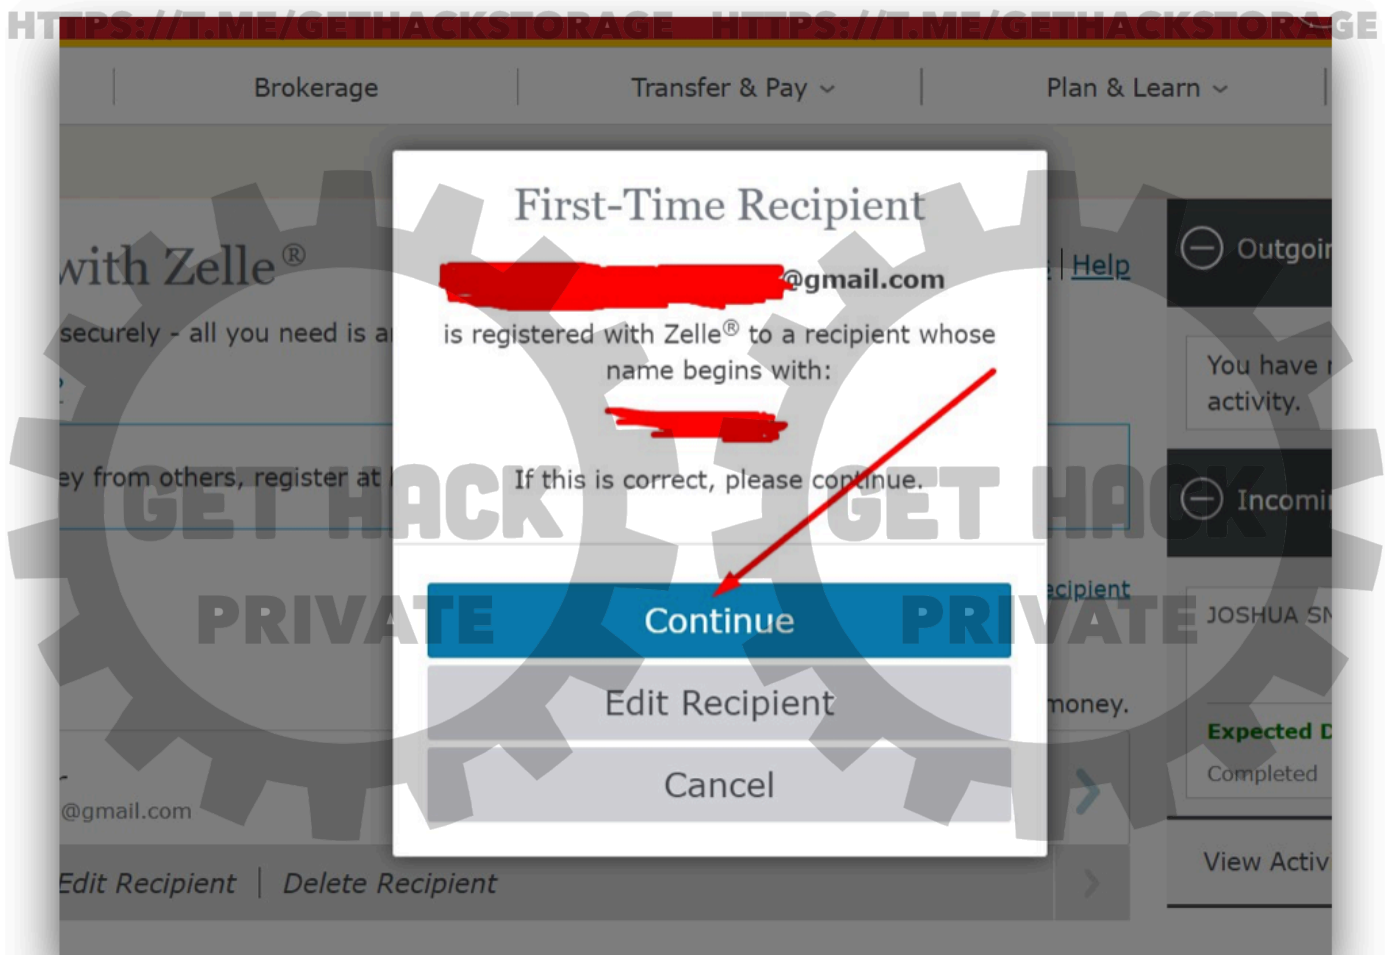 HTTPS://T.ME/GETHACKSTORAGE HTTPS://T.ME/GETHACKSTORAGE
Brokerage
Transfer & Pay
Plan & Learn
First-Time Recipient
with Zelle®
Help
Outgoin
@gmail.com
securely - all you need is a
is registered with Zelle® to a recipient whose
name begins with:
You have
activity.
ey from others, register at
If this is correct, please continue.
GET HACK
GET HACK
Incomi
ecipient
PRIVATE
PRIVATE
Continue
JOSHUA SN
Edit Recipient
money.
Expected D
Completed
Cancel
@gmail.com
View Activ
Edit Recipient | Delete Recipient